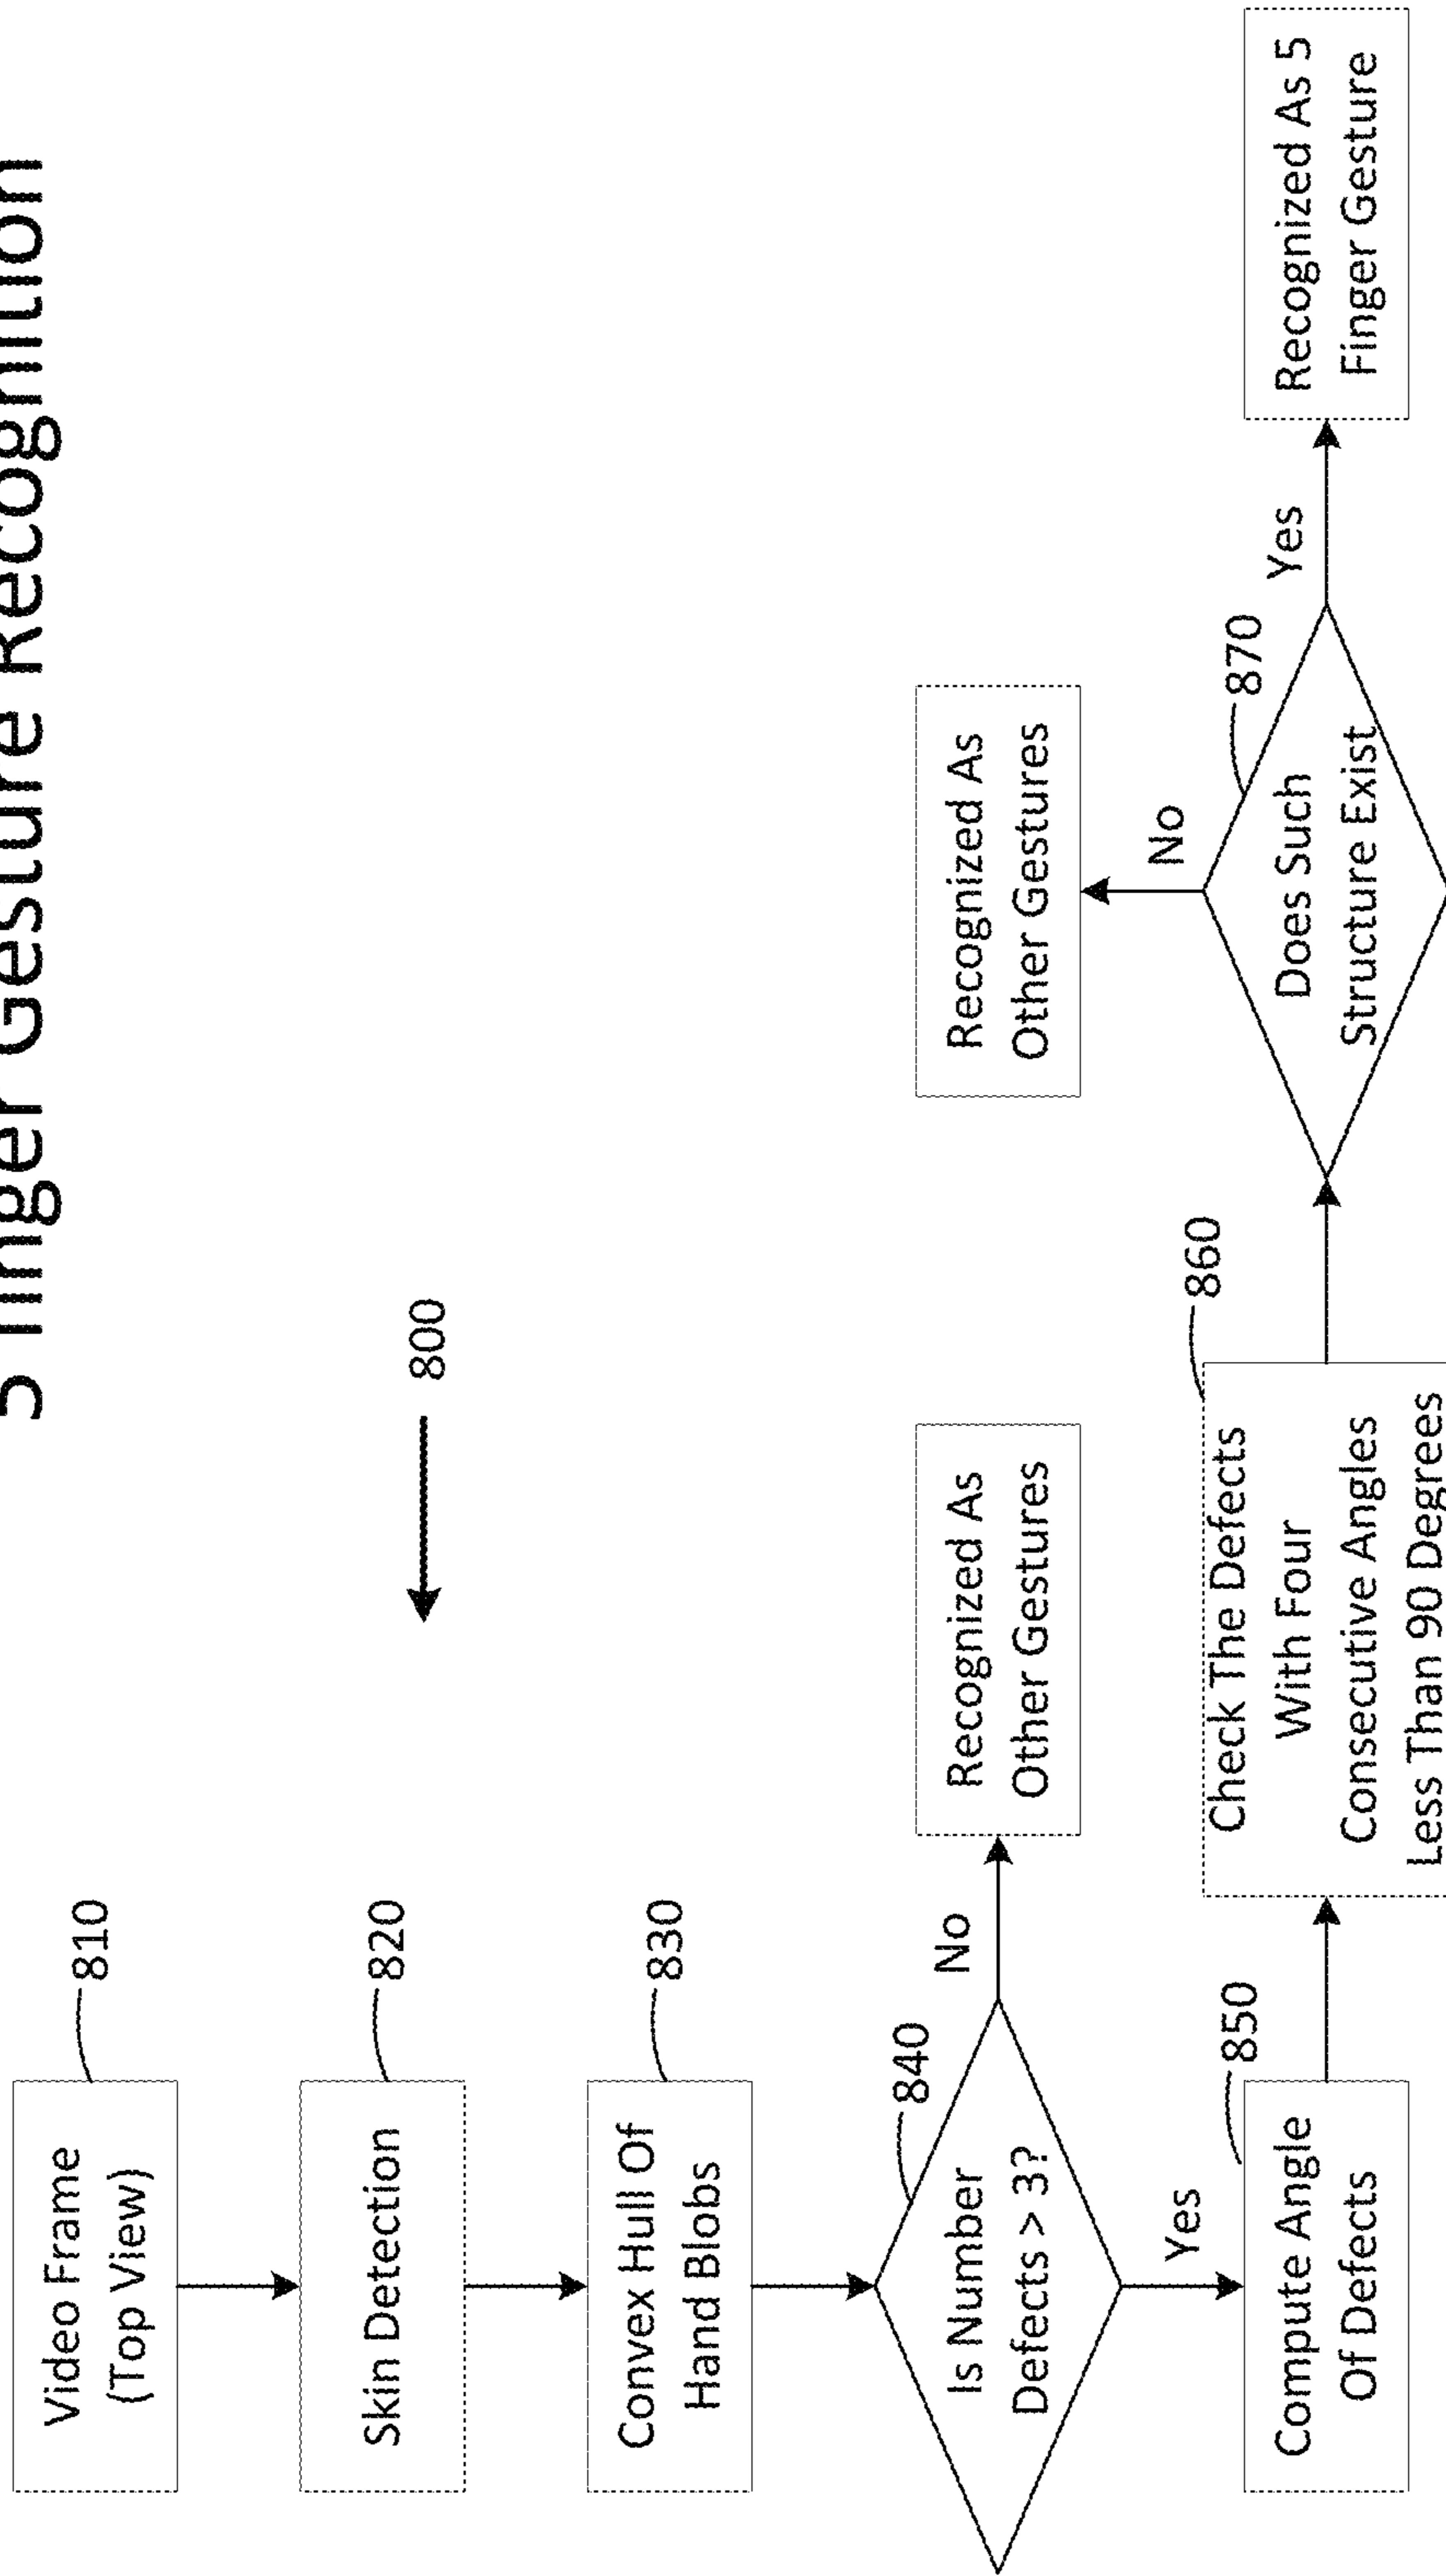 5 finger Gesture Recognition
800
Video Frame
(Top View)
810
Skin Detection
820
Convex Hull Of
Hand Blobs
830
Is Number
Defects > 3?
840
No
Recognized As
Other Gestures
Yes
Compute Angle
Of Defects
850
Check The Defects
With Four
Consecutive Angles
Less Than 90 Degrees
860
Does Such
Structure Exist
870
No
Recognized As
Other Gestures
Yes
Recognized As 5
Finger Gesture